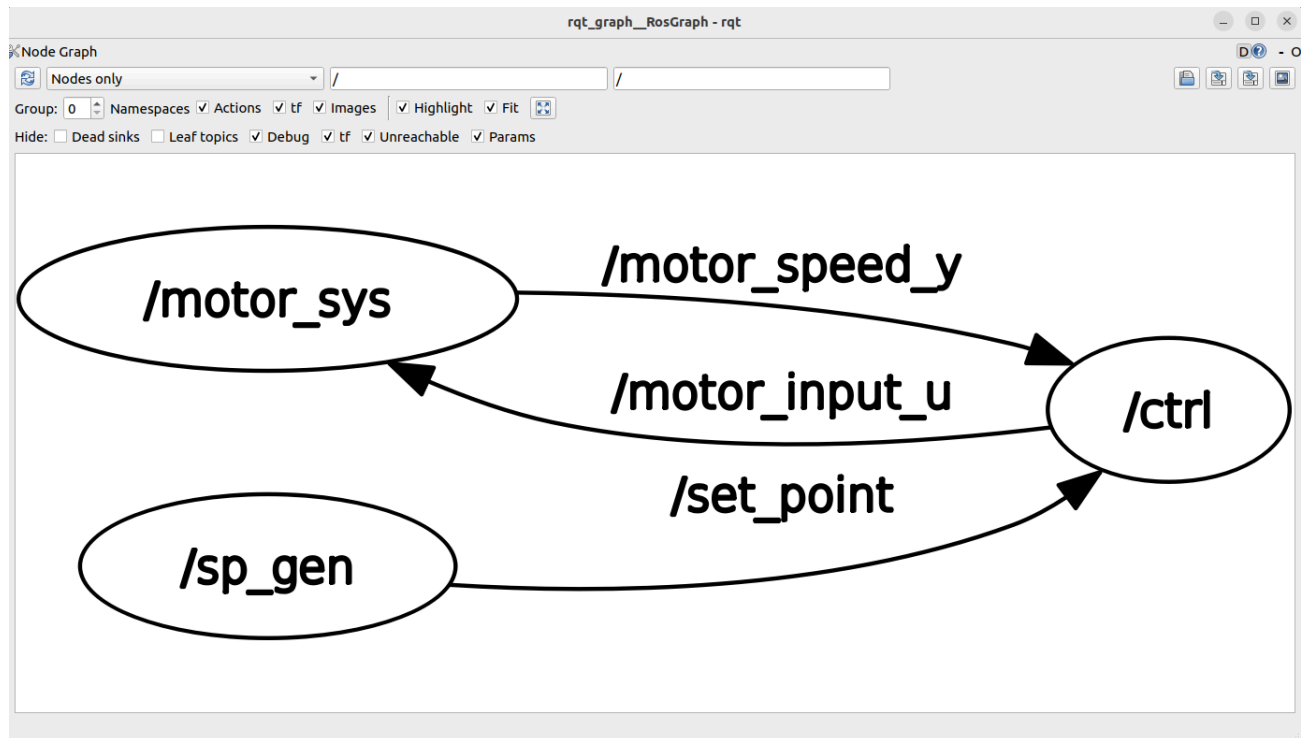 rqt_graph__RosGraph - rqt
Node Graph
D - O
Nodes only / /
Group: 0 Namespaces Actions tf Images Highlight Fit
Hide: Dead sinks Leaf topics Debug tf Unreachable Params
/motor_speed_y
/motor_sys
/motor_input_u
/ctrl
/set_point
/sp_gen